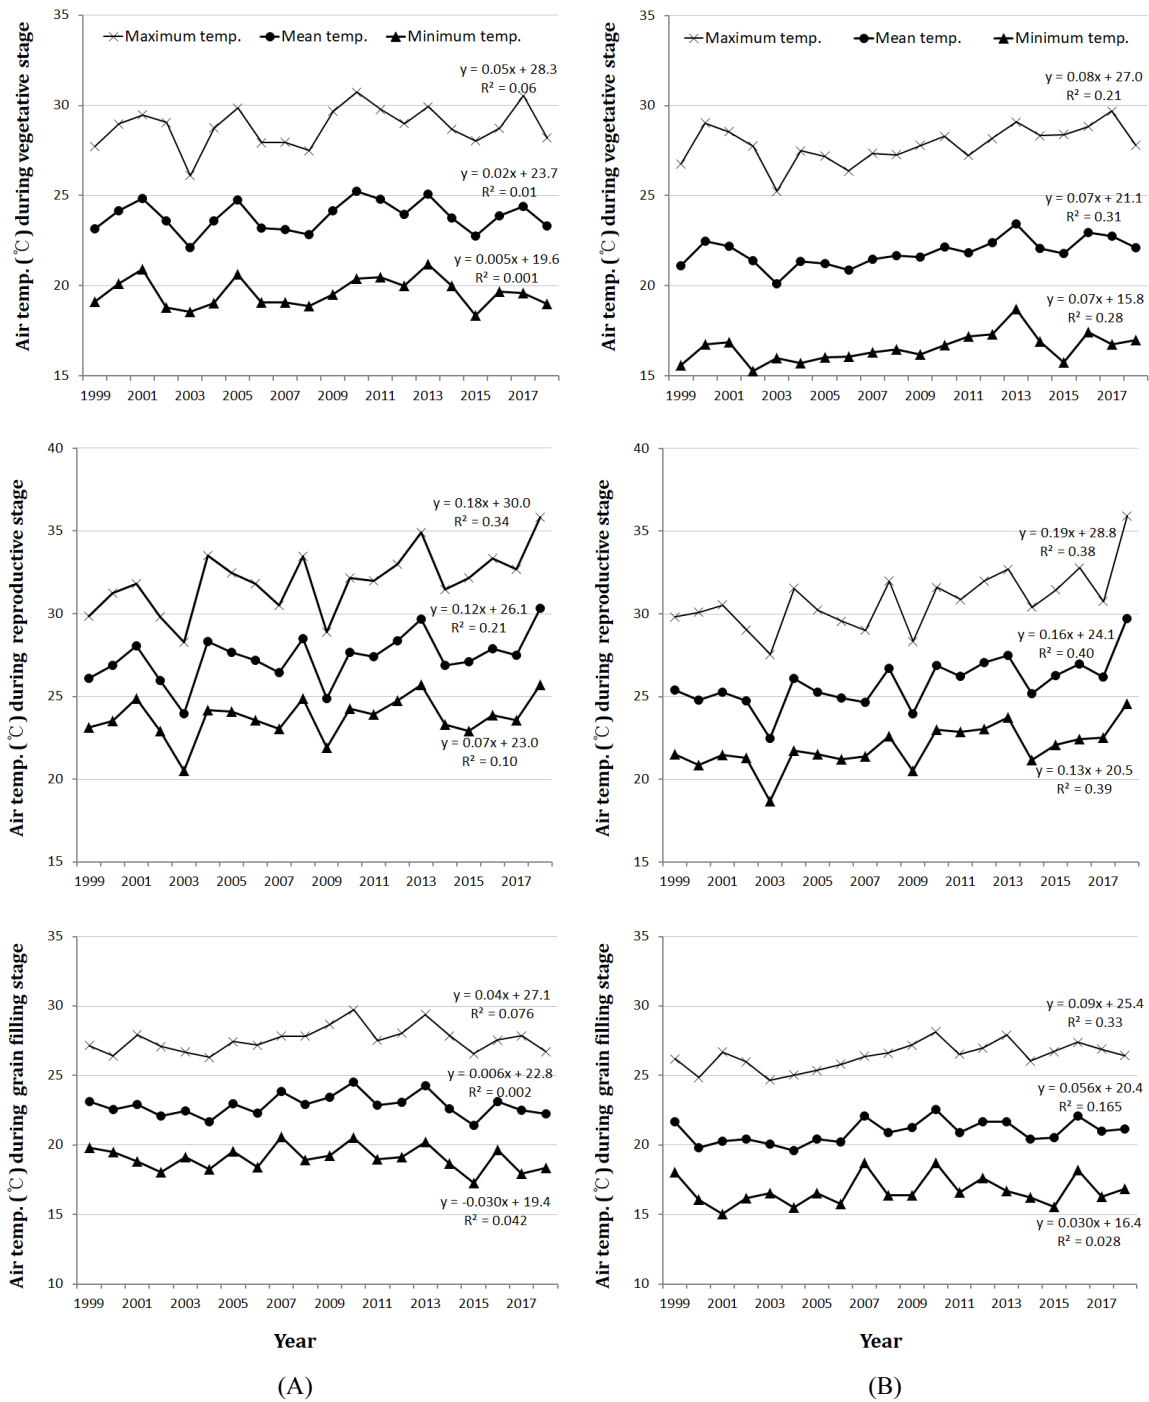 Air temp. (℃) during vegetative stage
35
30
25
20
15
Maximum temp.
Mean temp.
Minimum temp.
y = 0.05x + 28.3
R² = 0.06
y = 0.02x + 23.7
R² = 0.01
y = 0.005x + 19.6
R² = 0.001
1999 2001 2003 2005 2007 2009 2011 2013 2015 2017
Air temp. (℃) during vegetative stage
35
30
25
20
15
Maximum temp.
Mean temp.
Minimum temp.
y = 0.08x + 27.0
R² = 0.21
y = 0.07x + 21.1
R² = 0.31
y = 0.07x + 15.8
R² = 0.28
1999 2001 2003 2005 2007 2009 2011 2013 2015 2017
Air temp. (℃) during reproductive stage
40
35
30
25
20
15
y = 0.18x + 30.0
R² = 0.34
y = 0.12x + 26.1
R² = 0.21
y = 0.07x + 23.0
R² = 0.10
1999 2001 2003 2005 2007 2009 2011 2013 2015 2017
Air temp. (℃) during reproductive stage
40
35
30
25
20
15
y = 0.19x + 28.8
R² = 0.38
y = 0.16x + 24.1
R² = 0.40
y = 0.13x + 20.5
R² = 0.39
1999 2001 2003 2005 2007 2009 2011 2013 2015 2017
Air temp. (℃) during grain filling stage
35
30
25
20
15
10
y = 0.04x + 27.1
R² = 0.076
y = 0.006x + 22.8
R² = 0.002
y = -0.030x + 19.4
R² = 0.042
1999 2001 2003 2005 2007 2009 2011 2013 2015 2017
Year
(A)
Air temp. (℃) during grain filling stage
35
30
25
20
15
10
y = 0.09x + 25.4
R² = 0.33
y = 0.056x + 20.4
R² = 0.165
y = 0.030x + 16.4
R² = 0.028
1999 2001 2003 2005 2007 2009 2011 2013 2015 2017
Year
(B)